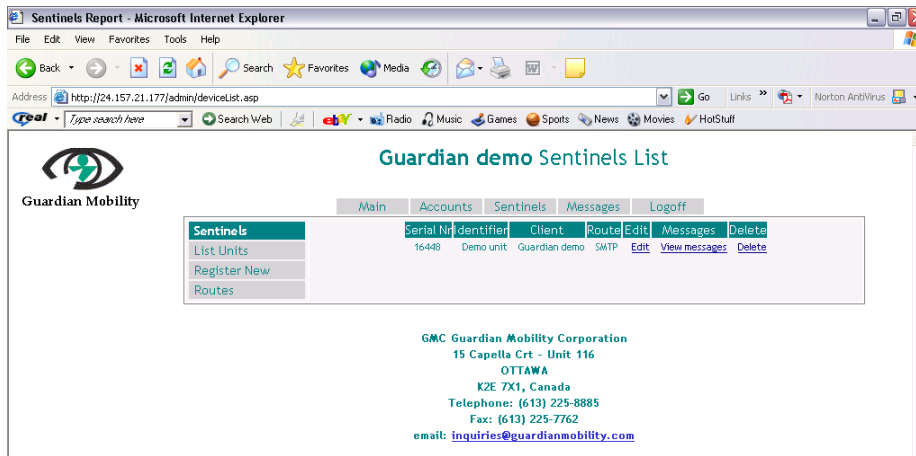 Sentinels Report - Microsoft Internet Explorer
File Edit View Favorites Tools Help
Back Search Favorites Media
Address http://24.157.21.177/admin/deviceList.asp Go Links » Norton AntiVirus
real Type search here Search Web ebY Radio Music Games Sports News Movies HotStuff
Guardian demo Sentinels List
Guardian Mobility
Main Accounts Sentinels Messages Logoff
Sentinels
List Units
Register New
Routes
Serial Nr Identifier Client Route Edit Messages Delete
16448 Demo unit Guardian demo SMTP Edit View messages Delete
GMC Guardian Mobility Corporation
15 Capella Crt - Unit 116
OTTAWA
K2E 7X1, Canada
Telephone: (613) 225-8885
Fax: (613) 225-7762
email: inquiries@guardianmobility.com